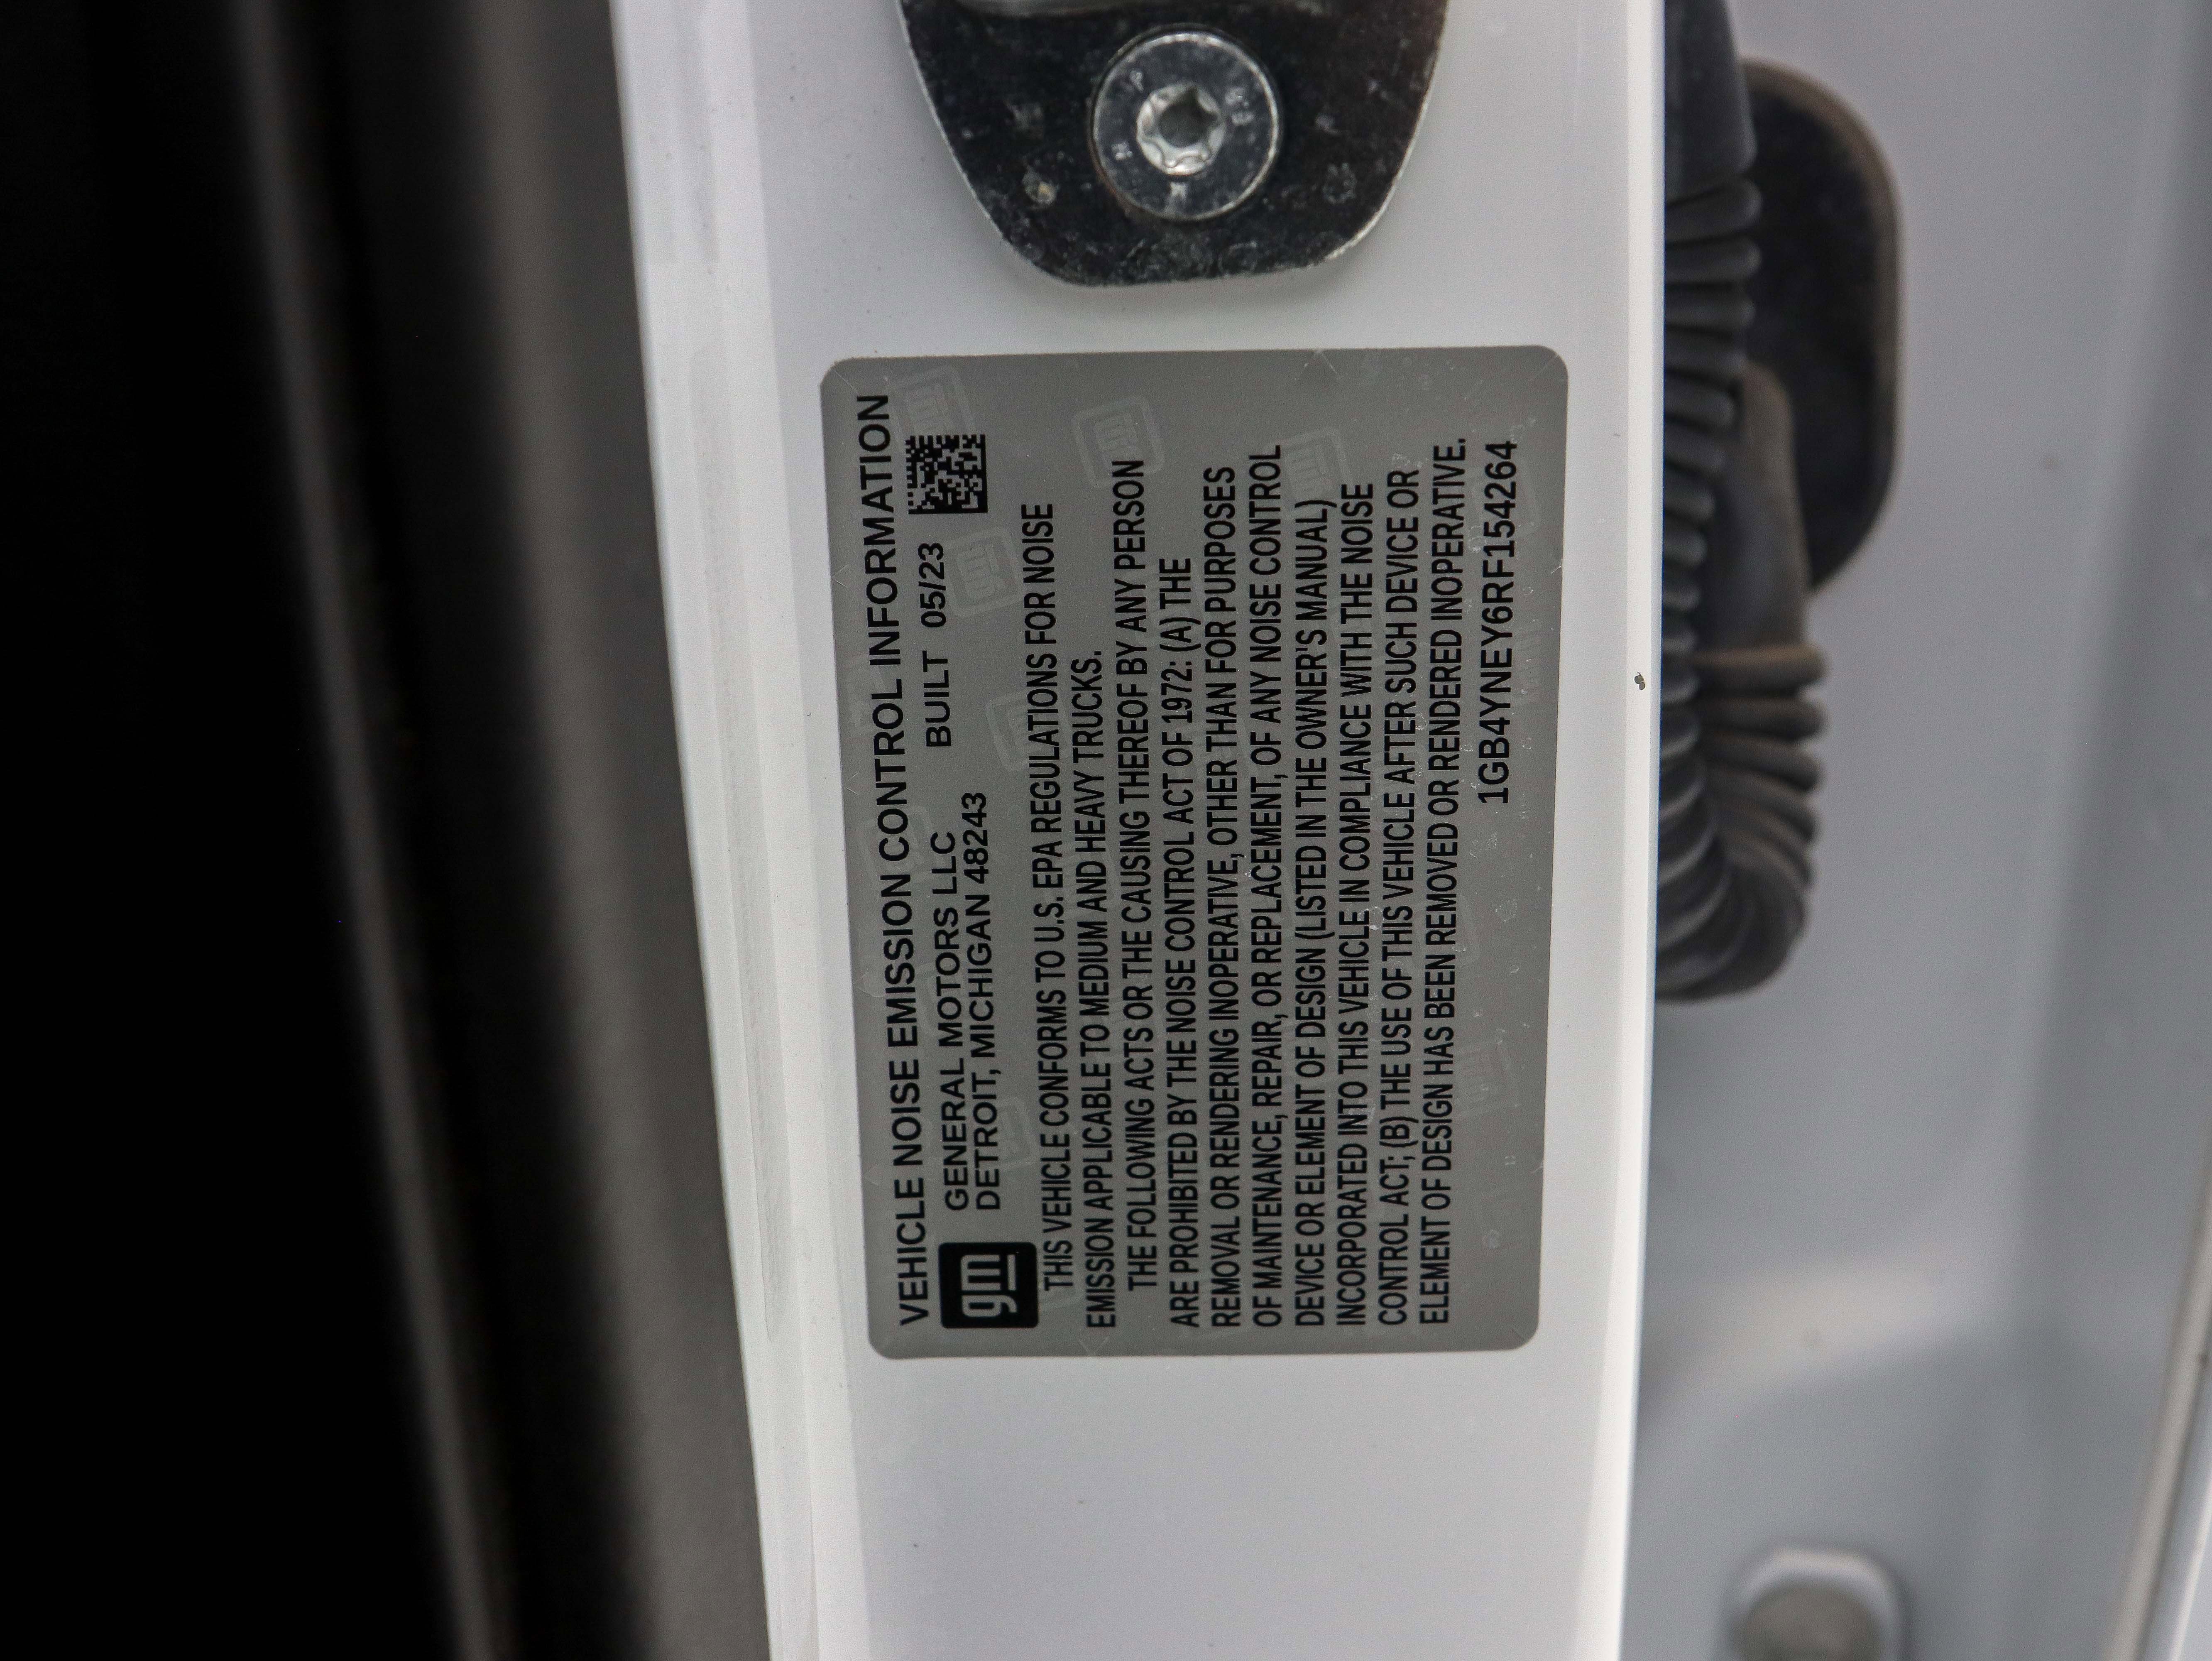 VEHICLE NOISE EMISSION CONTROL INFORMATION
gm
GENERAL MOTORS LLC BUILT 05/23
DETROIT, MICHIGAN 48243
THIS VEHICLE CONFORMS TO U.S. EPA REGULATIONS FOR NOISE
EMISSION APPLICABLE TO MEDIUM AND HEAVY TRUCKS.
THE FOLLOWING ACTS OR THE CAUSING THEREOF BY ANY PERSON
ARE PROHIBITED BY THE NOISE CONTROL ACT OF 1972: (A) THE
REMOVAL OR RENDERING INOPERATIVE, OTHER THAN FOR PURPOSES
OF MAINTENANCE, REPAIR, OR REPLACEMENT, OF ANY NOISE CONTROL
DEVICE OR ELEMENT OF DESIGN (LISTED IN THE OWNER'S MANUAL)
INCORPORATED INTO THIS VEHICLE IN COMPLIANCE WITH THE NOISE
CONTROL ACT; (B) THE USE OF THIS VEHICLE AFTER SUCH DEVICE OR
ELEMENT OF DESIGN HAS BEEN REMOVED OR RENDERED INOPERATIVE.
1GB4YNEY6RF154264